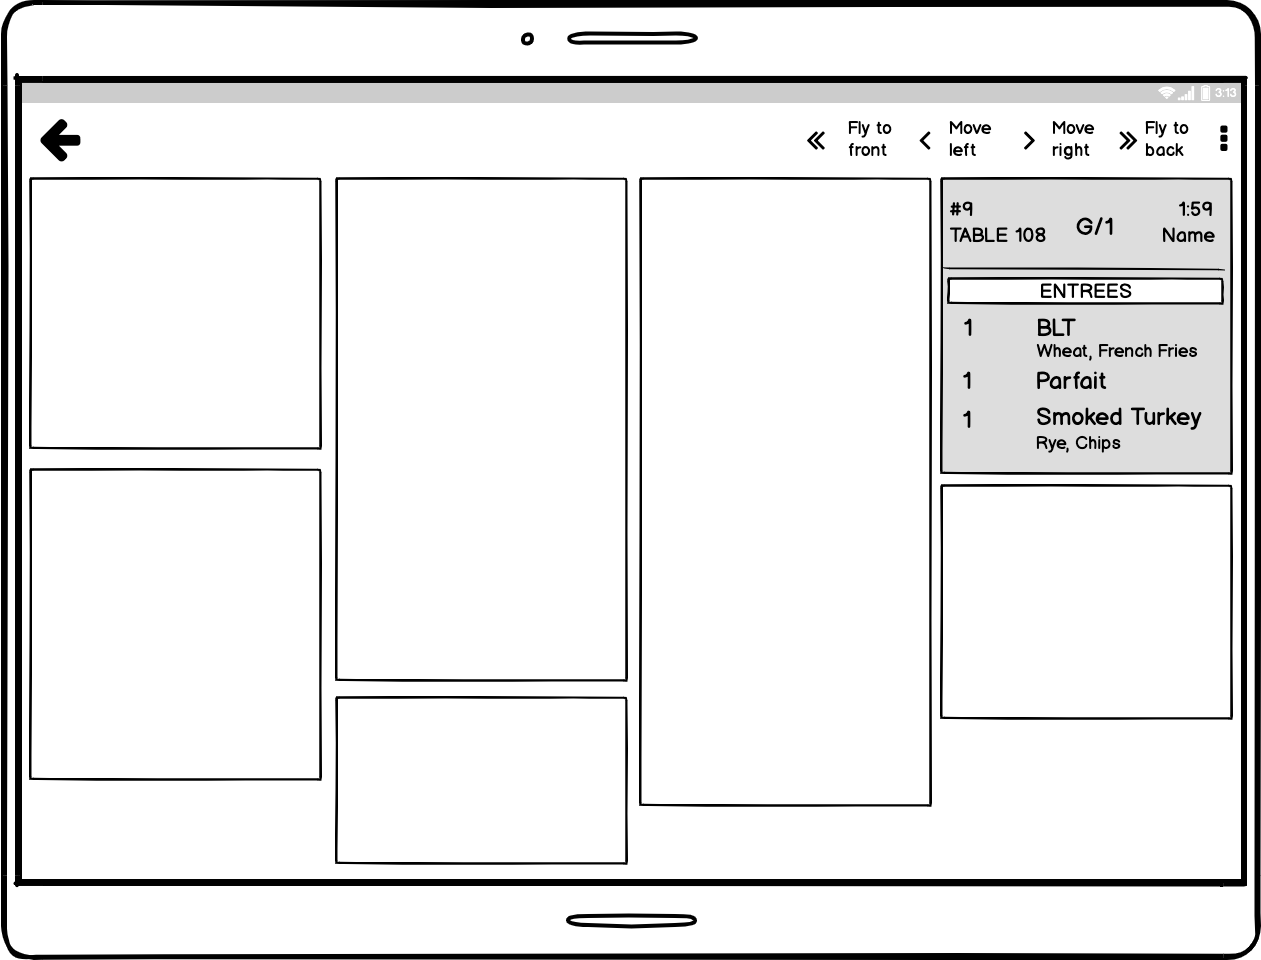 3:13
Fly to
front
Move
left
Move
right
Fly to
back
#9
1:59
TABLE 108
G/1
Name
ENTREES
1 BLT
Wheat, French Fries
1 Parfait
1 Smoked Turkey
Rye, Chips